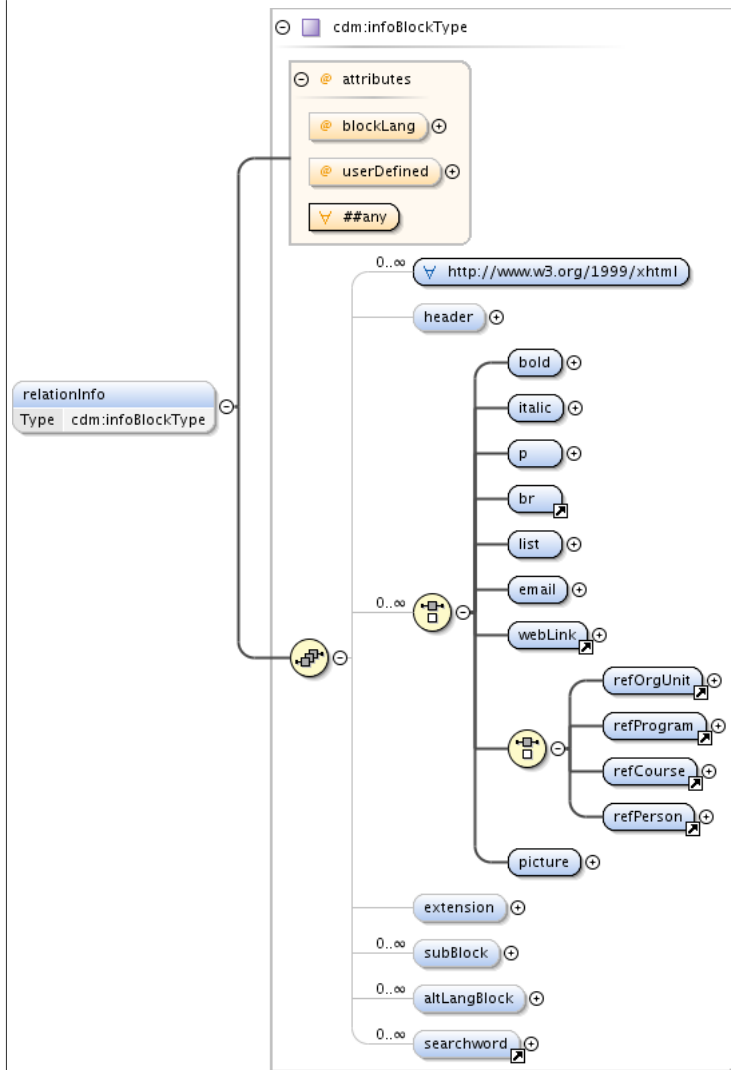 cdm:infoBlockType
@ attributes
@ blockLang
@ userDefined
∀ ##any
0..∞
∀ http://www.w3.org/1999/xhtml
header
bold
italic
relationInfo
Type cdm:infoBlockType
p
br
list
email
0..∞
webLink
refOrgUnit
refProgram
refCourse
refPerson
picture
extension
0..∞
subBlock
0..∞
altLangBlock
0..∞
searchword